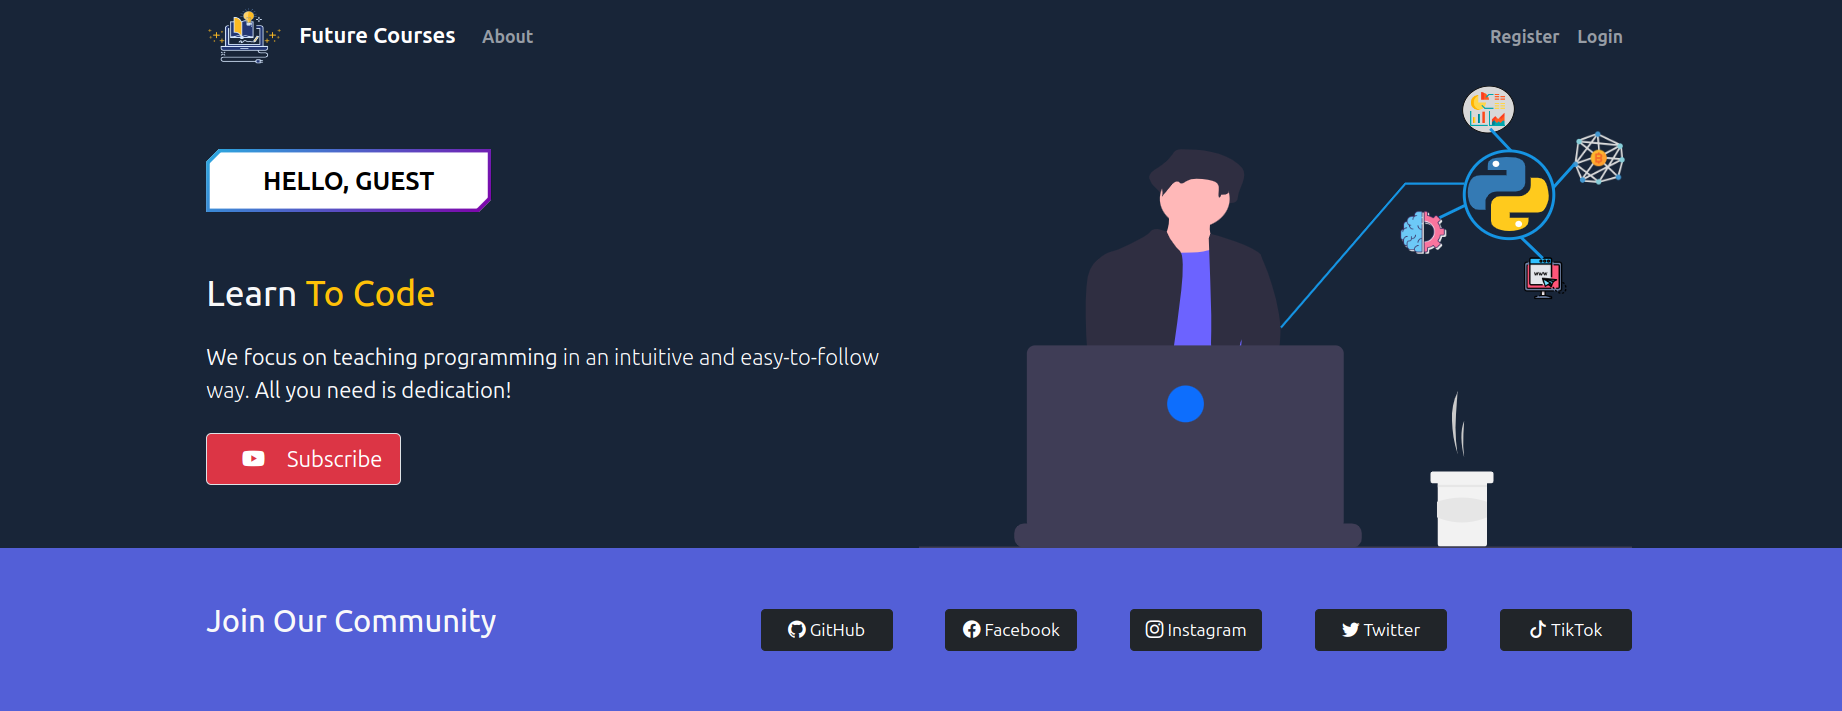 Future Courses
About
Register
Login
HELLO, GUEST
Learn To Code
We focus on teaching programming in an intuitive and easy-to-follow
way. All you need is dedication!
Subscribe
www
Join Our Community
GitHub
Facebook
Instagram
Twitter
TikTok